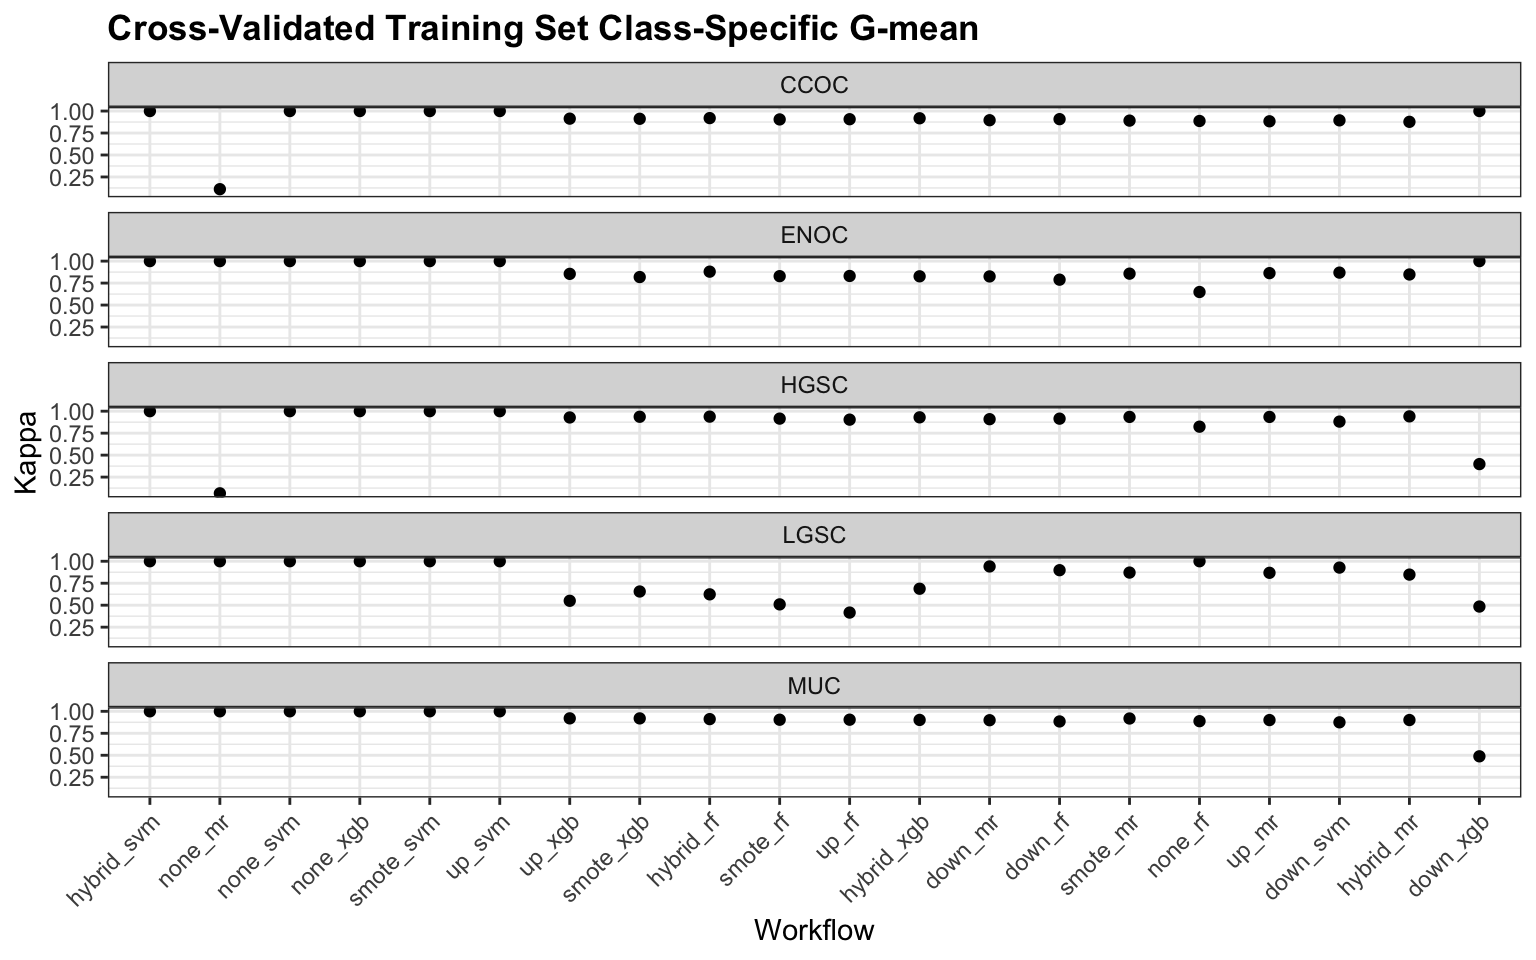 Cross-Validated Training Set Class-Specific G-mean
CCOC
1.00
0.75
0.50
0.25
ENOC
1.00
0.75
0.50
0.25
HGSC
1.00
0.75
0.50
0.25
LGSC
1.00
0.75
0.50
0.25
MUC
1.00
0.75
0.50
0.25
Kappa
hybrid_svm
none_mr
none_svm
none_xgb
smote_svm
up_svm
up_xgb
smote_xgb
hybrid_rf
smote_rf
up_rf
hybrid_xgb
down_mr
down_rf
smote_mr
none_rf
up_mr
down_svm
hybrid_mr
down_xgb
Workflow